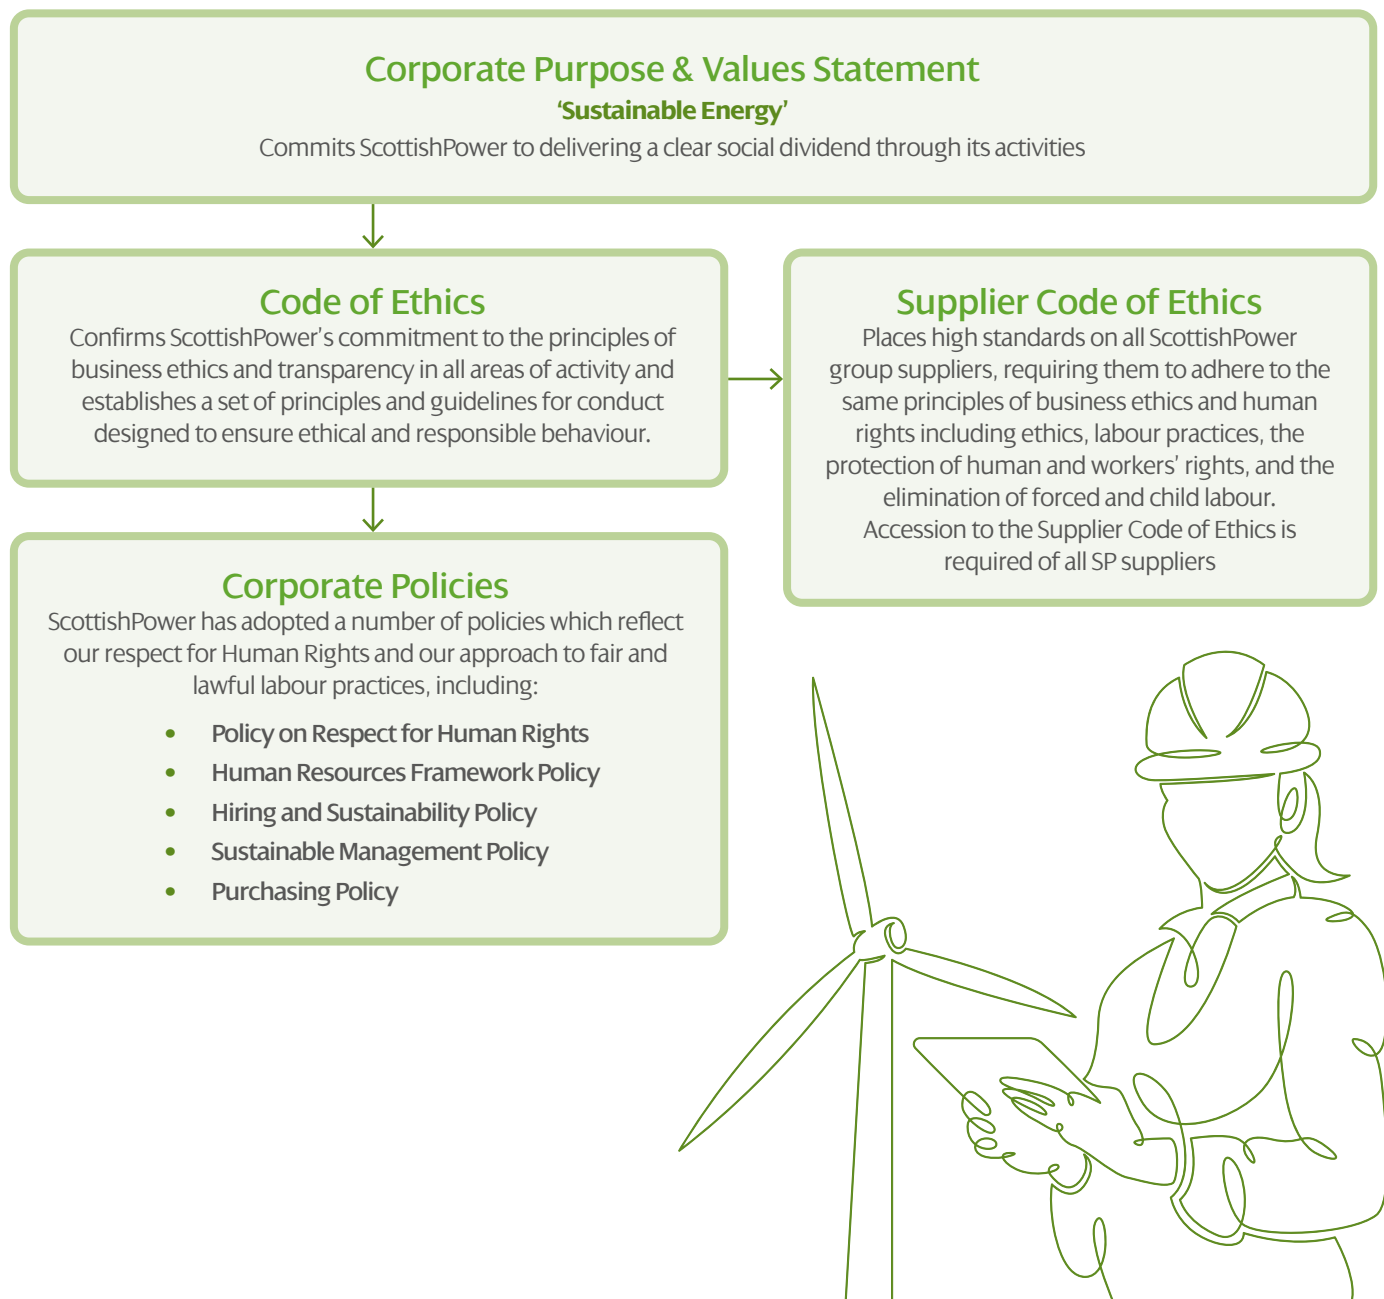 Corporate Purpose & Values Statement
‘Sustainable Energy’
Commits ScottishPower to delivering a clear social dividend through its activities
Code of Ethics
Confirms ScottishPower’s commitment to the principles of
business ethics and transparency in all areas of activity and
establishes a set of principles and guidelines for conduct
designed to ensure ethical and responsible behaviour.
Supplier Code of Ethics
Places high standards on all ScottishPower
group suppliers, requiring them to adhere to the
same principles of business ethics and human
rights including ethics, labour practices, the
protection of human and workers’ rights, and the
elimination of forced and child labour.
Accession to the Supplier Code of Ethics is
required of all SP suppliers
Corporate Policies
ScottishPower has adopted a number of policies which reflect
our respect for Human Rights and our approach to fair and
lawful labour practices, including:
• Policy on Respect for Human Rights
• Human Resources Framework Policy
• Hiring and Sustainability Policy
• Sustainable Management Policy
• Purchasing Policy